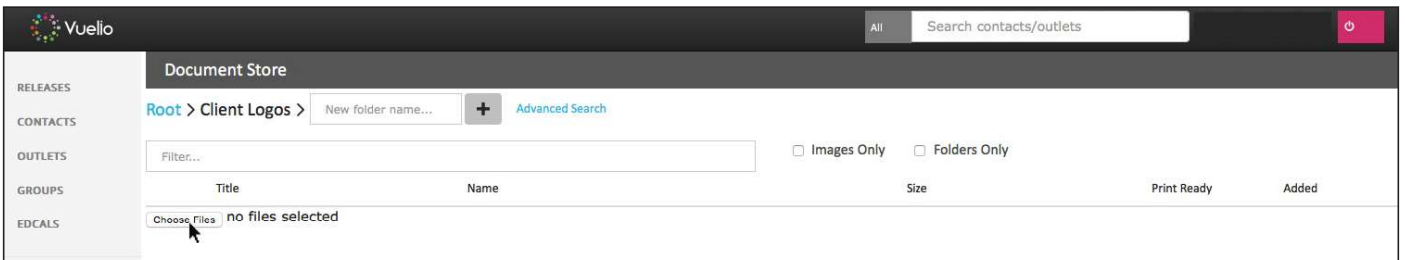 Vuelio
All
Search contacts/outlets
RELEASES
CONTACTS
OUTLETS
GROUPS
EDCALS
Document Store
Root > Client Logos > New folder name... + Advanced Search
Filter...
Images Only
Folders Only
Title Name Size Print Ready Added
Choose Files no files selected